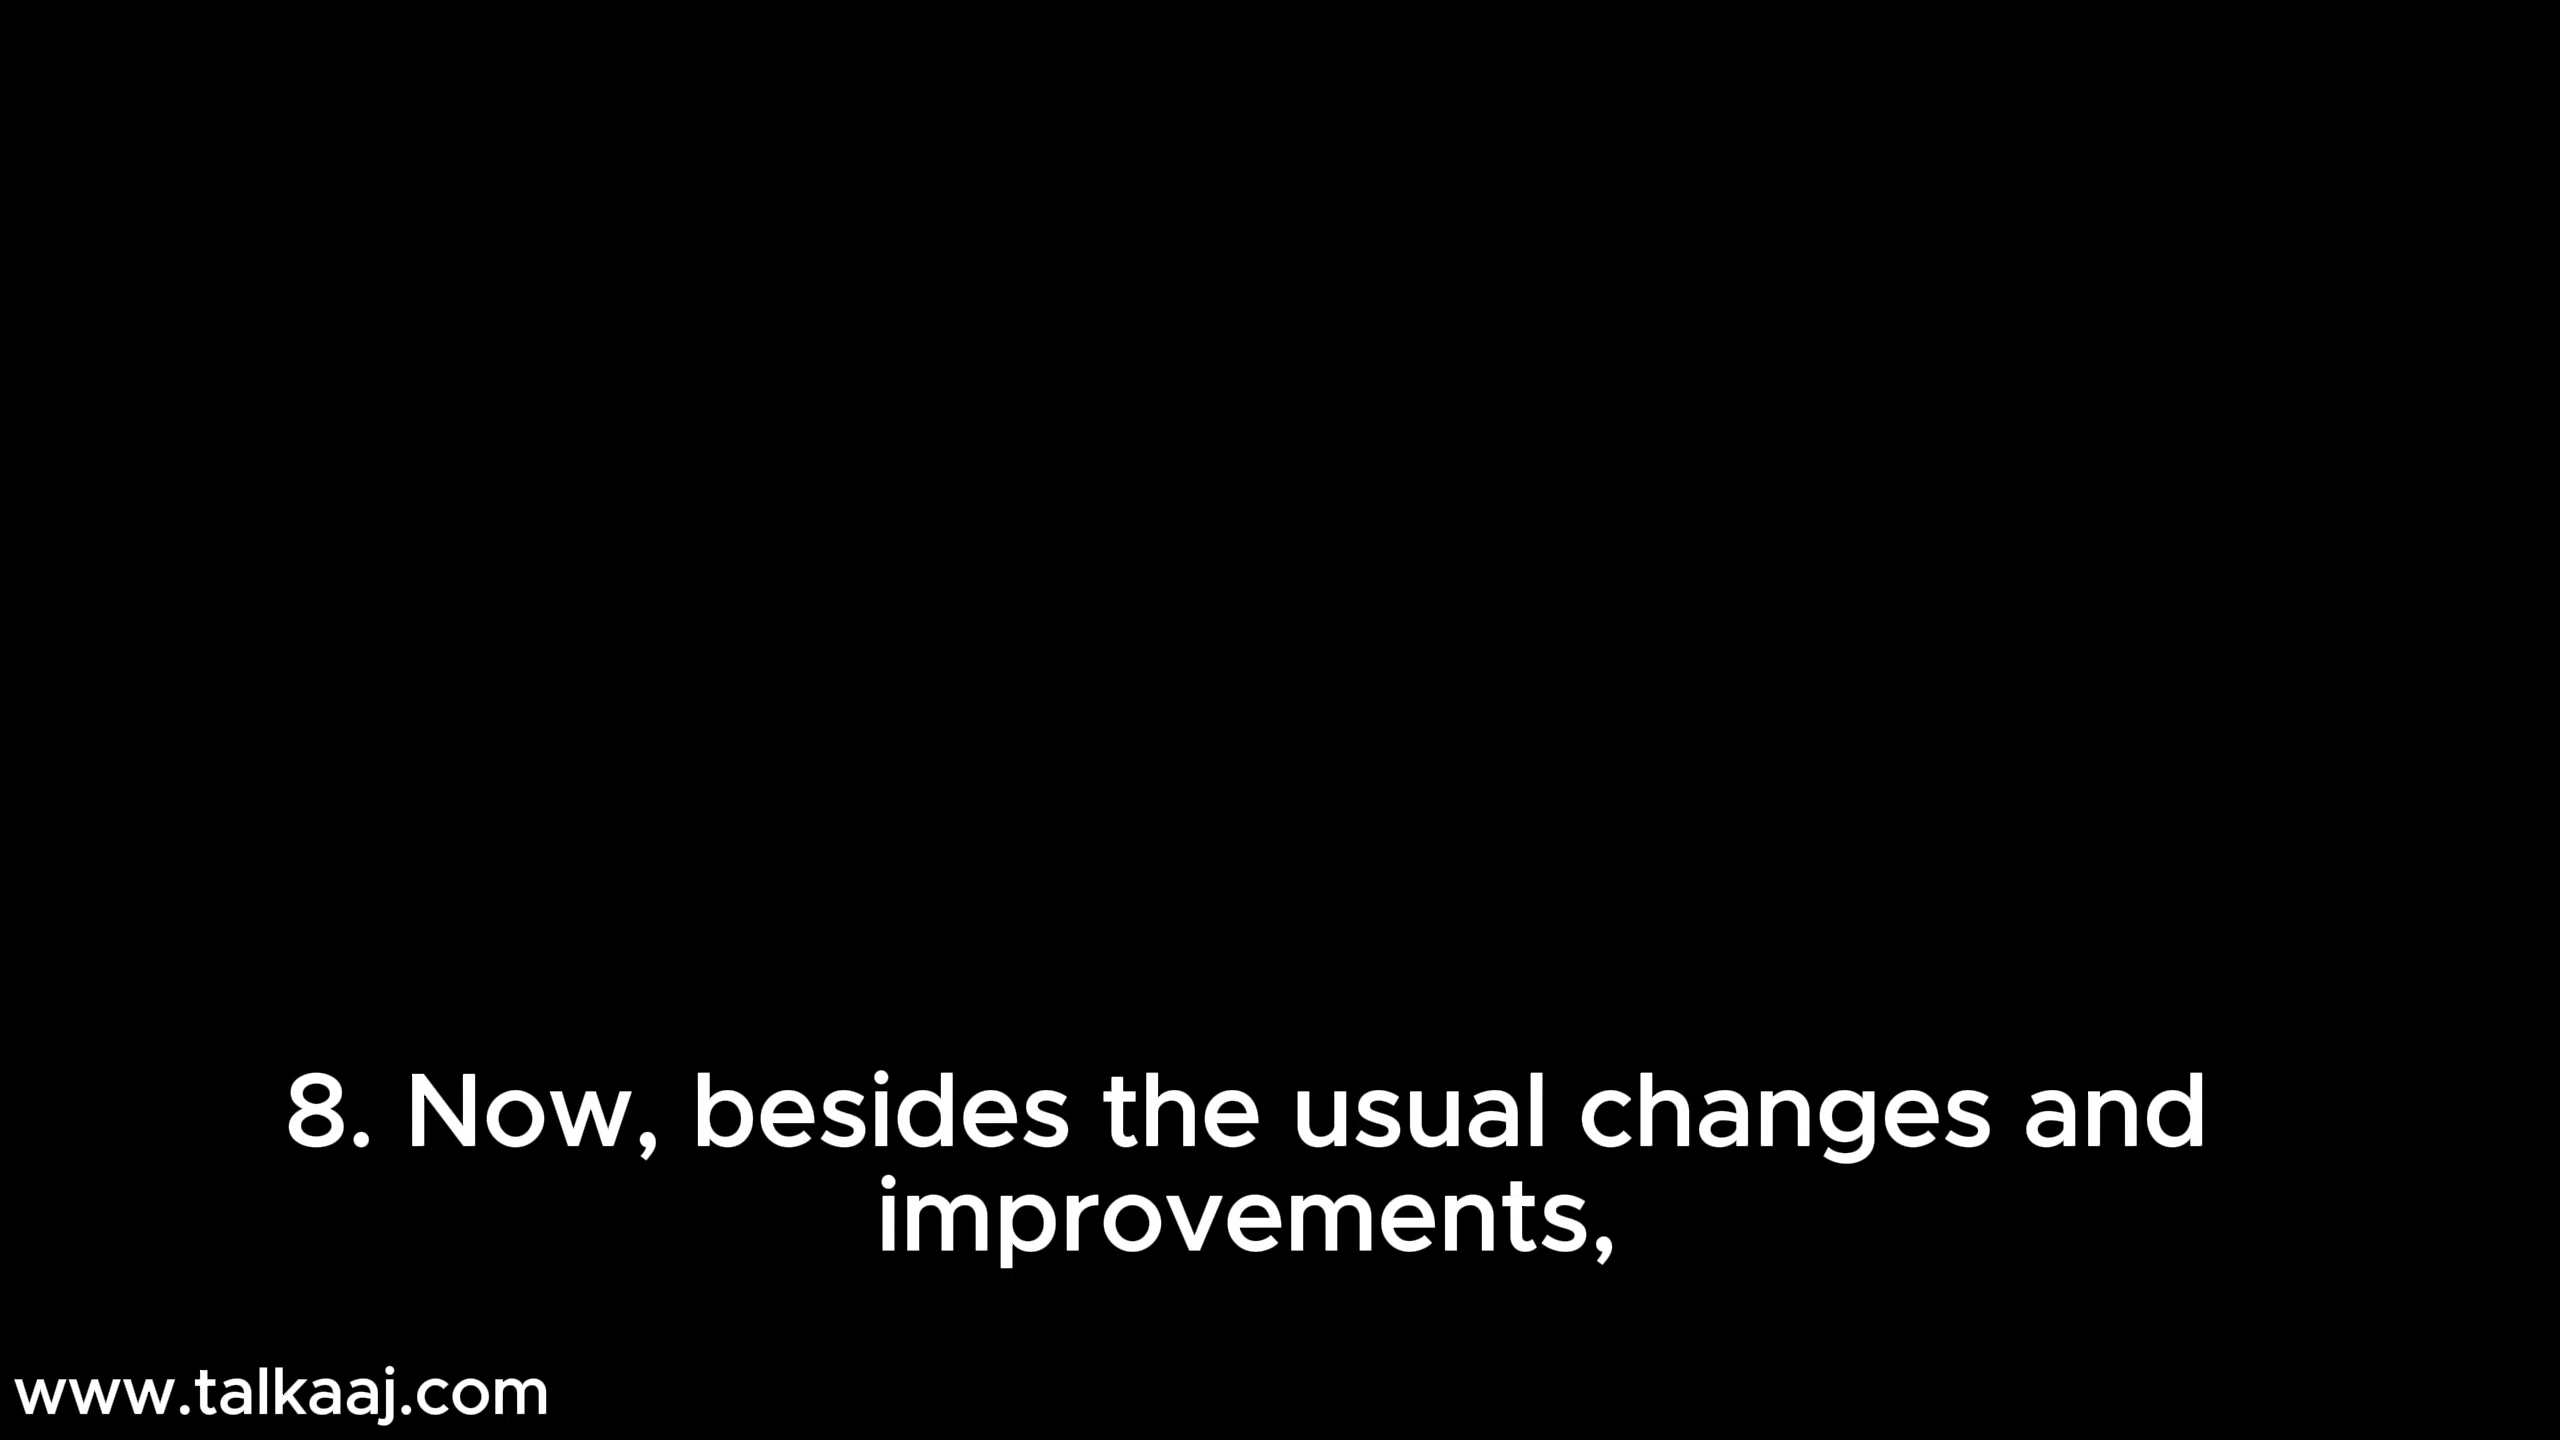 8. Now, besides the usual changes and
improvements,
www.talkaaj.com